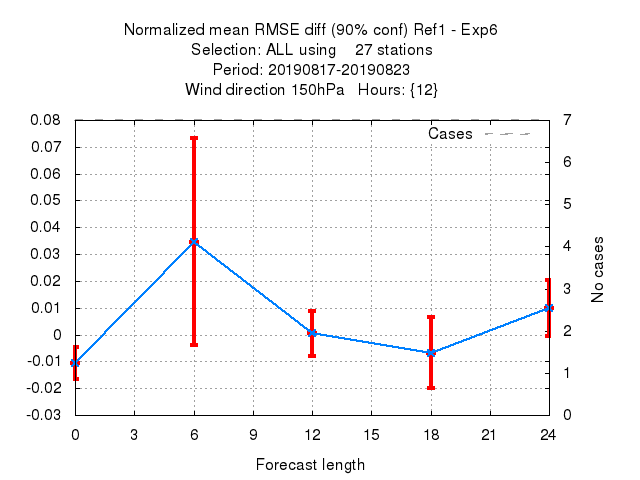 Normalized mean RMSE diff (90% conf) Ref1 - Exp6
Selection: ALL using    27 stations
Period: 20190817-20190823
Wind direction 150hPa   Hours: {12}
Cases
0.08
0.07
0.06
0.05
0.04
0.03
0.02
0.01
0
-0.01
-0.02
-0.03
7
6
5
4
3
2
1
0
No cases
0 3 6 9 12 15 18 21 24
Forecast length